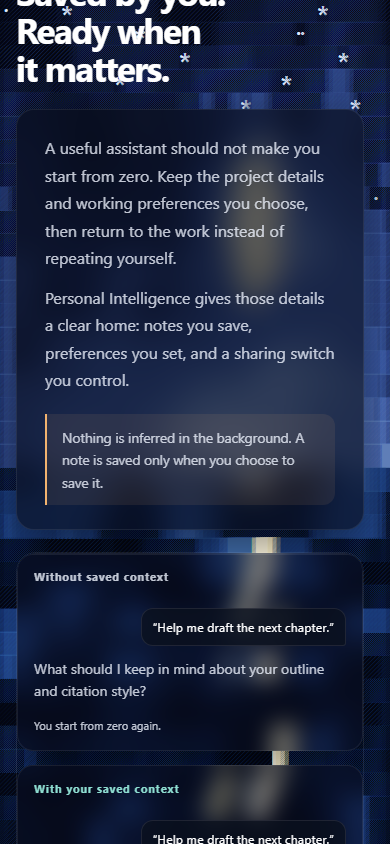 Saved by you.
Ready when
it matters.
A useful assistant should not make you
start from zero. Keep the project details
and working preferences you choose,
then return to the work instead of
repeating yourself.
Personal Intelligence gives those details
a clear home: notes you save,
preferences you set, and a sharing switch
you control.
Nothing is inferred in the background. A
note is saved only when you choose to
save it.
Without saved context
“Help me draft the next chapter.”
What should I keep in mind about your outline
and citation style?
You start from zero again.
With your saved context
“Help me draft the next chapter.”